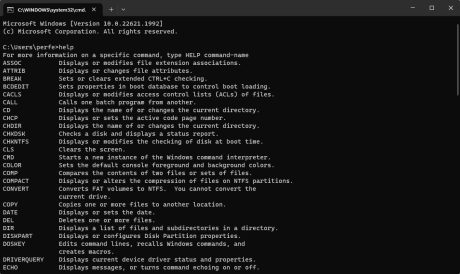 C:\WINDOWS\system32\cmd.
Microsoft Windows [Version 10.0.22621.1992]
(c) Microsoft Corporation. All rights reserved.
C:\Users\perfe>help
For more information on a specific command, type HELP command-name
ASSOC Displays or modifies file extension associations.
ATTRIB Displays or changes file attributes.
BREAK Sets or clears extended CTRL+C checking.
BCDEDIT Sets properties in boot database to control boot loading.
CACLS Displays or modifies access control lists (ACLs) of files.
CALL Calls one batch program from another.
CD Displays the name of or changes the current directory.
CHCP Displays or sets the active code page number.
CHDIR Displays the name of or changes the current directory.
CHKDSK Checks a disk and displays a status report.
CHKNTFS Displays or modifies the checking of disk at boot time.
CLS Clears the screen.
CMD Starts a new instance of the Windows command interpreter.
COLOR Sets the default console foreground and background colors.
COMP Compares the contents of two files or sets of files.
COMPACT Displays or alters the compression of files on NTFS partitions.
CONVERT Converts FAT volumes to NTFS. You cannot convert the
current drive.
COPY Copies one or more files to another location.
DATE Displays or sets the date.
DEL Deletes one or more files.
DIR Displays a list of files and subdirectories in a directory.
DISKPART Displays or configures Disk Partition properties.
DOSKEY Edits command lines, recalls Windows commands, and
creates macros.
DRIVERQUERY Displays current device driver status and properties.
ECHO Displays messages, or turns command echoing on or off.